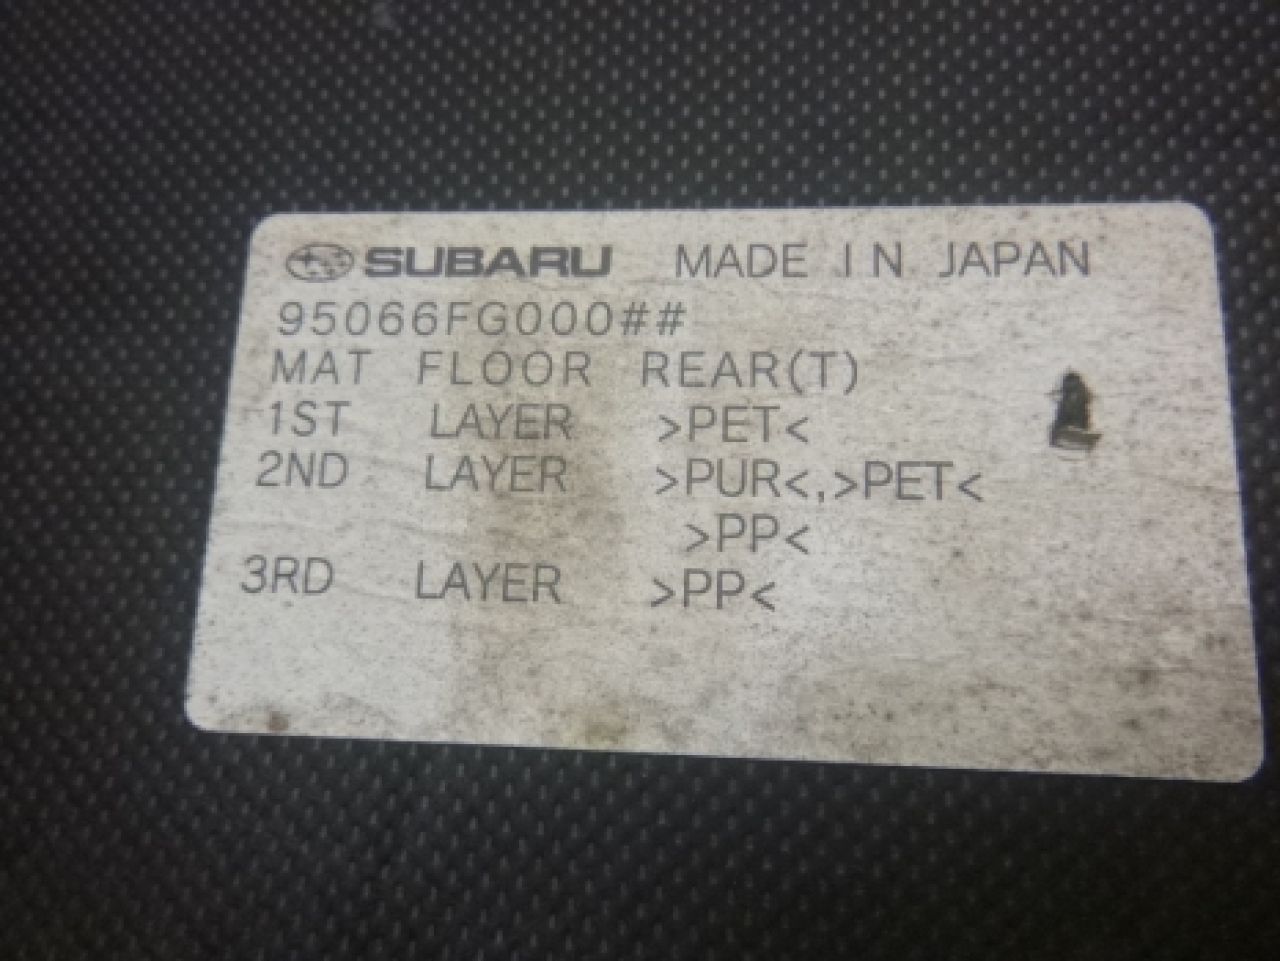 SUBARU MADE IN JAPAN
95066FG000##
MAT FLOOR REAR(T)
1ST LAYER >PET<
2ND LAYER >PUR<,>PET<
>PP<
3RD LAYER >PP<